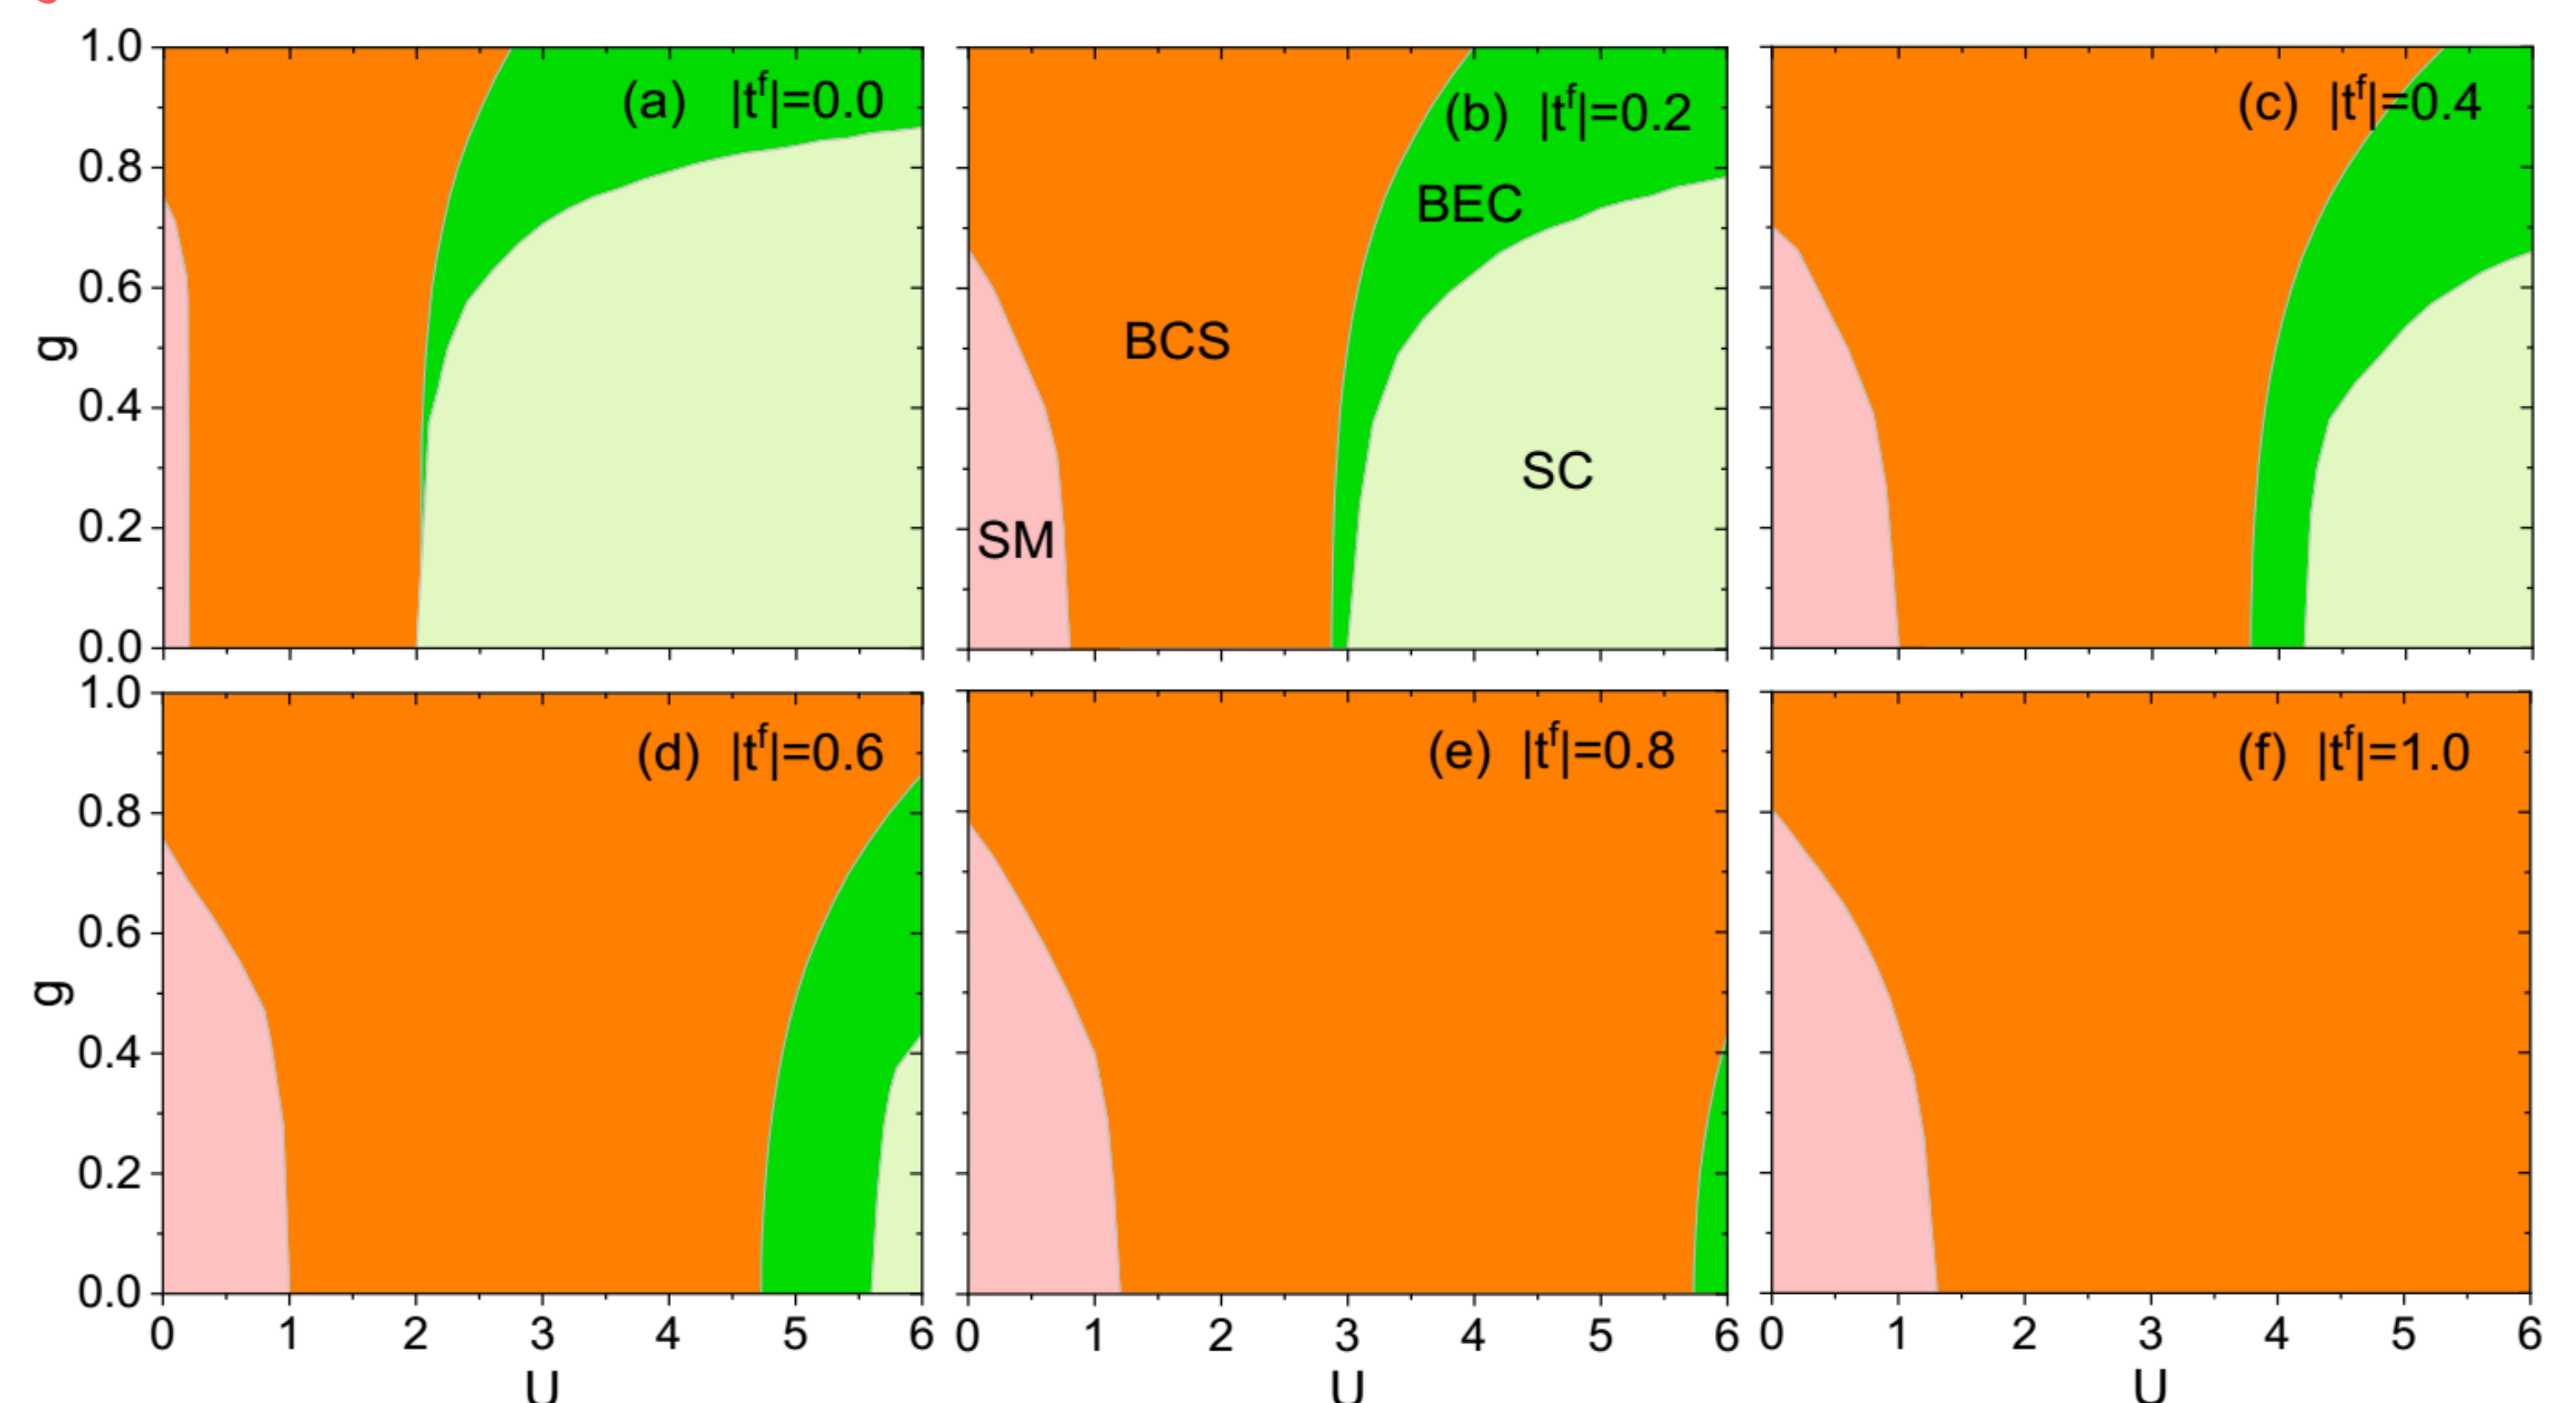 1.0
0.8
0.6
0.4
0.2
0.0
g
(a) |t^f|=0.0
(b) |t^f|=0.2
BEC
BCS
SC
SM
(c) |t^f|=0.4
1.0
0.8
0.6
0.4
0.2
0.0
g
(d) |t^f|=0.6
(e) |t^f|=0.8
(f) |t^f|=1.0
0 1 2 3 4 5 6
0 1 2 3 4 5 6
0 1 2 3 4 5 6
U
U
U